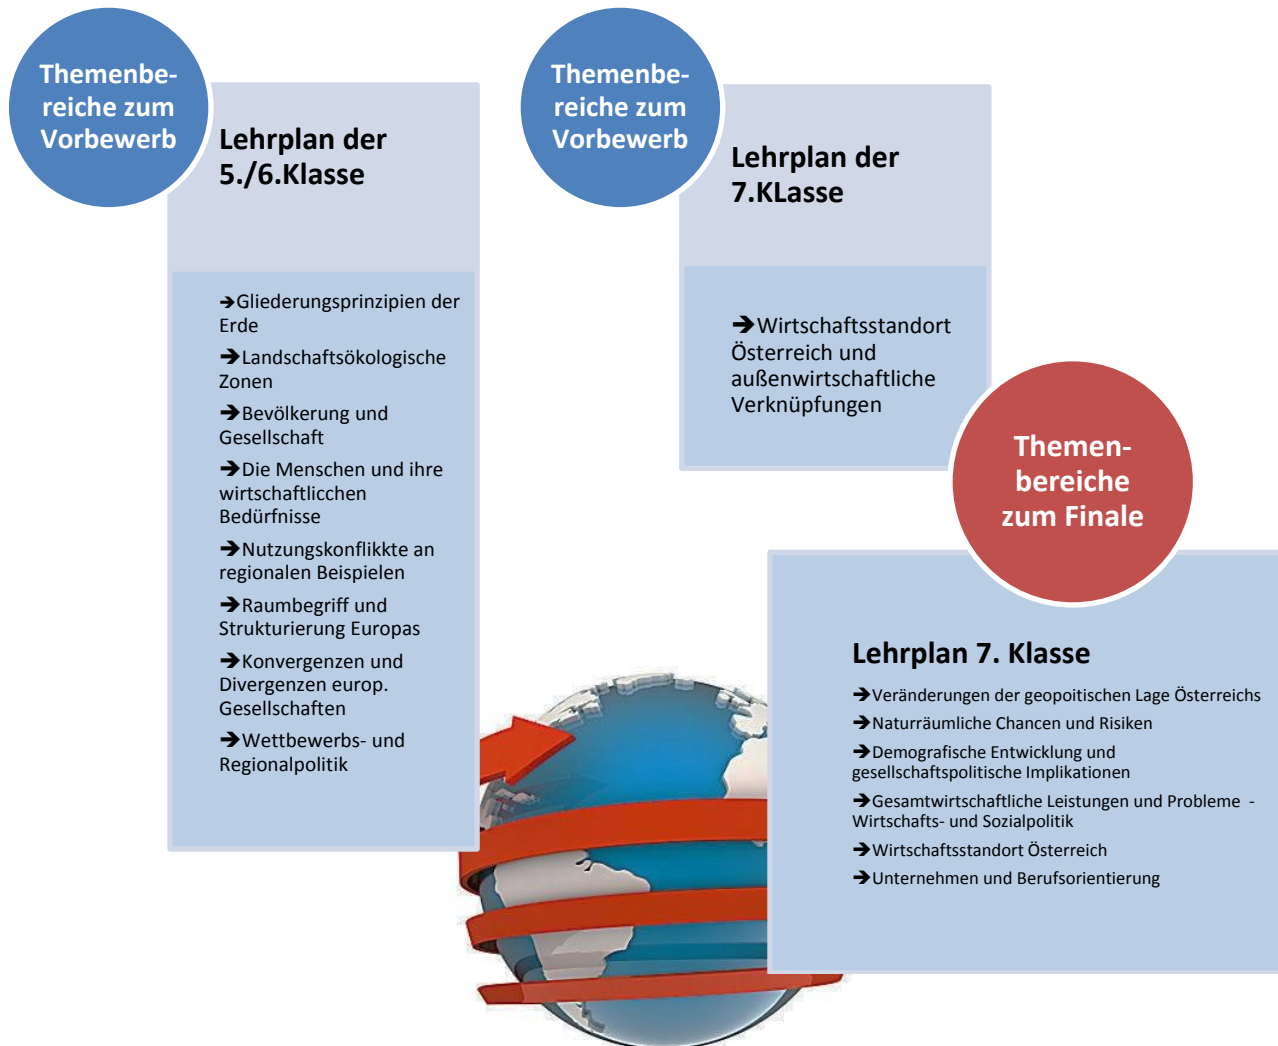 Themenbe-
reiche zum
Vorbewerb
Lehrplan der
5./6.Klasse
➔Gliederungsprinzipien der
Erde
➔Landschaftsökologische
Zonen
➔Bevölkerung und
Gesellschaft
➔Die Menschen und ihre
wirtschaftlicchen
Bedürfnisse
➔Nutzungskonflikkte an
regionalen Beispielen
➔Raumbegriff und
Strukturierung Europas
➔Konvergenzen und
Divergenzen europ.
Gesellschaften
➔Wettbewerbs- und
Regionalpolitik
Themenbe-
reiche zum
Vorbewerb
Lehrplan der
7.KLasse
➔Wirtschaftsstandort
Österreich und
außenwirtschaftliche
Verknüpfungen
Themen-
bereiche
zum Finale
Lehrplan 7. Klasse
➔Veränderungen der geopoitischen Lage Österreichs
➔Naturräumliche Chancen und Risiken
➔Demografische Entwicklung und
gesellschaftspolitische Implikationen
➔Gesamtwirtschaftliche Leistungen und Probleme -
Wirtschafts- und Sozialpolitik
➔Wirtschaftsstandort Österreich
➔Unternehmen und Berufsorientierung